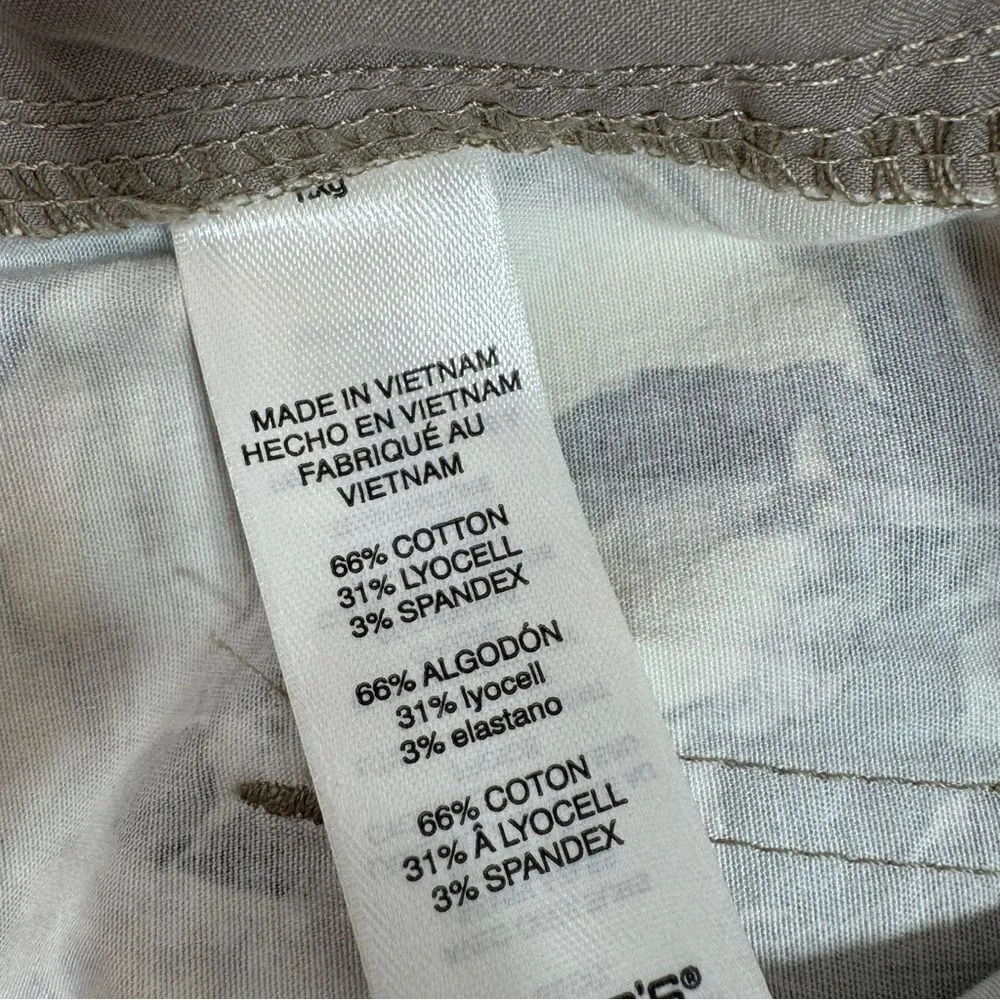 MADE IN VIETNAM
HECHO EN VIETNAM
FABRIQUÉ AU
VIETNAM
66% COTTON
31% LYOCELL
3% SPANDEX
66% ALGODÓN
31% lyocell
3% elastano
66% COTON
31% Â LYOCELL
3% SPANDEX